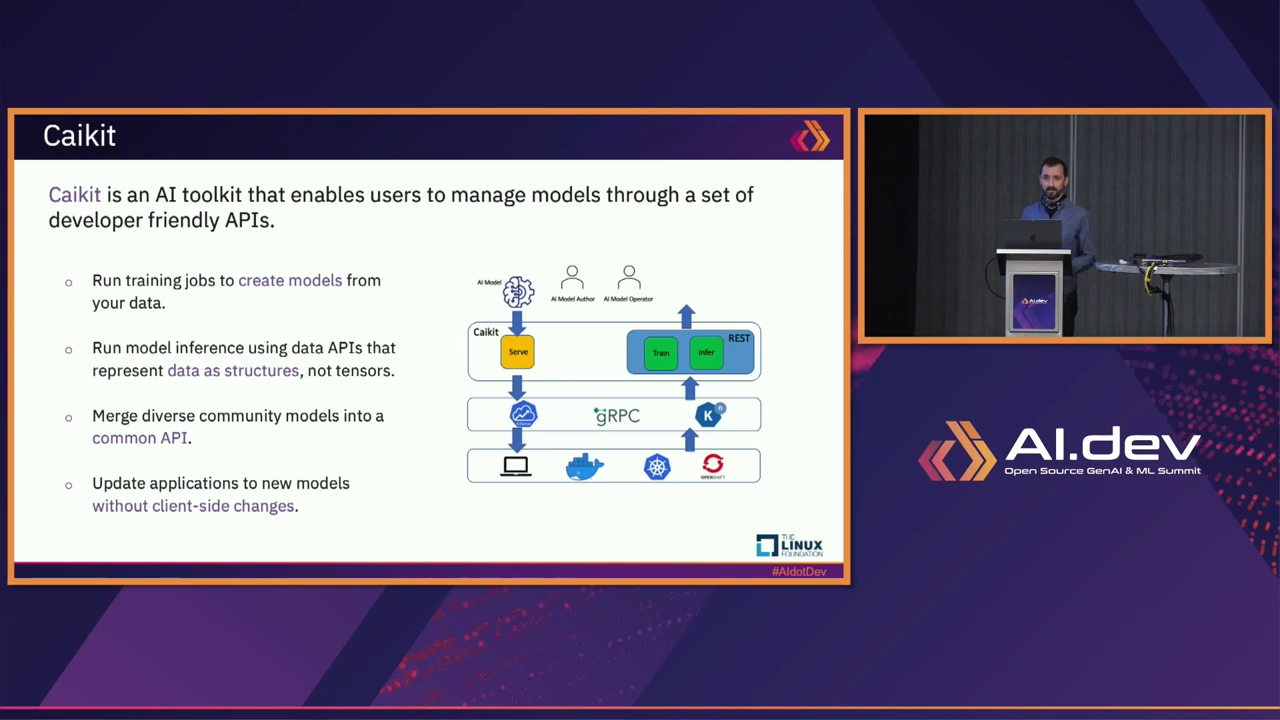 Caikit
Caikit is an AI toolkit that enables users to manage models through a set of
developer friendly APIs.
Run training jobs to create models from
your data.
Run model inference using data APIs that
represent data as structures, not tensors.
Merge diverse community models into a
common API.
Update applications to new models
without client-side changes.
AI Model
AI Model Author
AI Model Operator
Caikit
Serve
REST
Train
Infer
gRPC
K
n
OPENSHIFT
THE
LINUX
FOUNDATION
#AIdotDev
AI.dev
AI.dev
Open Source GenAI & ML Summit